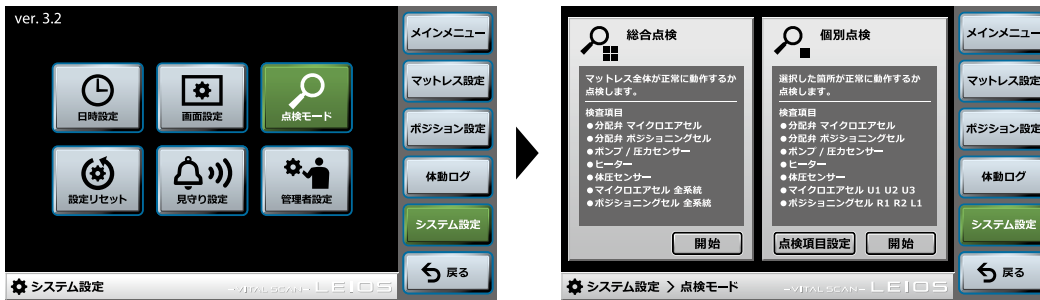 ver. 3.2
日時設定
画面設定
点検モード
設定リセット
見守り設定
管理者設定
メインメニュー
マットレス設定
ポジション設定
体動ログ
システム設定
戻る
システム設定
-VITAL SCAN- LEIOS
総合点検
マットレス全体が正常に動作するか
点検します。
検査項目
●分配弁 マイクロエアセル
●分配弁 ポジショニングセル
●ポンプ / 圧力センサー
●ヒーター
●体圧センサー
●マイクロエアセル 全系統
●ポジショニングセル 全系統
開始
個別点検
選択した箇所が正常に動作するか
点検します。
検査項目
●分配弁 マイクロエアセル
●分配弁 ポジショニングセル
●ポンプ / 圧力センサー
●ヒーター
●体圧センサー
●マイクロエアセル U1 U2 U3
●ポジショニングセル R1 R2 L1
点検項目設定
開始
メインメニュー
マットレス設定
ポジション設定
体動ログ
システム設定
戻る
システム設定 > 点検モード
-VITAL SCAN- LEIOS